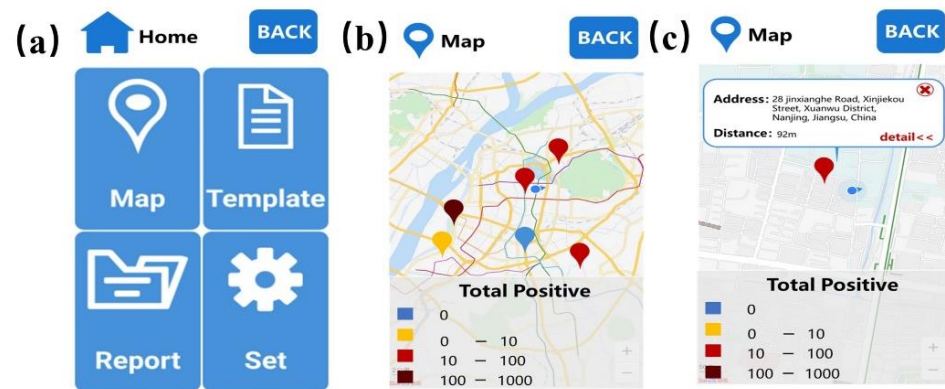 (a)
Home
BACK
Map
Template
Report
Set
(b)
Map
BACK
Total Positive
0
0 — 10
10 — 100
100 — 1000
(c)
Map
BACK
Address: 28 jinxianghe Road, Xinjiekou
Street, Xuanwu District,
Nanjing, Jiangsu, China
Distance: 92m
detail<<
Total Positive
0
0 — 10
10 — 100
100 — 1000